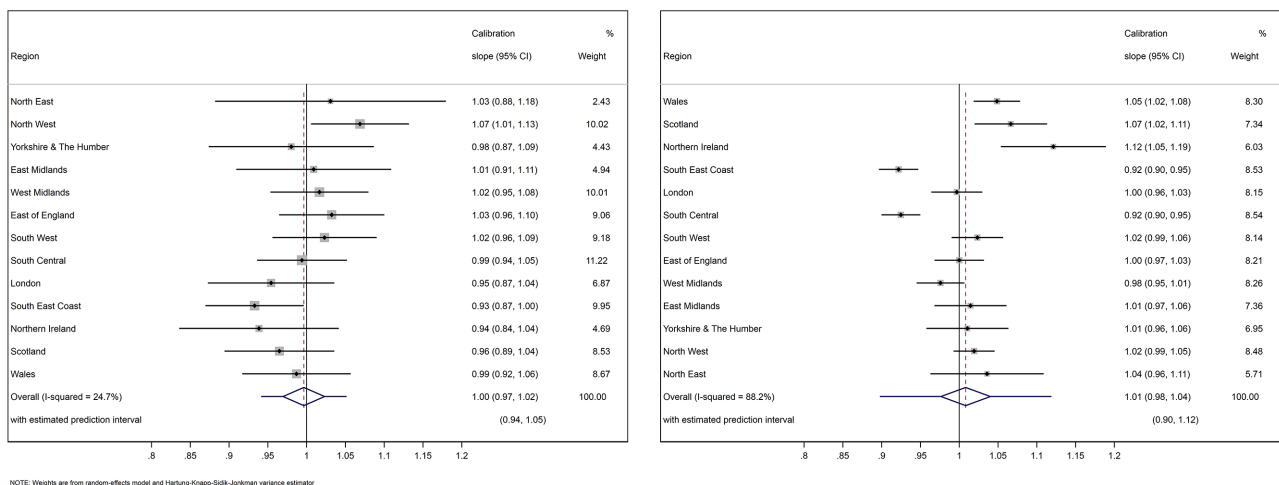 Calibration %
Region slope (95% CI) Weight
North East 1.03 (0.88, 1.18) 2.43
North West 1.07 (1.01, 1.13) 10.02
Yorkshire & The Humber 0.98 (0.87, 1.09) 4.43
East Midlands 1.01 (0.91, 1.11) 4.94
West Midlands 1.02 (0.95, 1.08) 10.01
East of England 1.03 (0.96, 1.10) 9.06
South West 1.02 (0.96, 1.09) 9.18
South Central 0.99 (0.94, 1.05) 11.22
London 0.95 (0.87, 1.04) 6.87
South East Coast 0.93 (0.87, 1.00) 9.95
Northern Ireland 0.94 (0.84, 1.04) 4.69
Scotland 0.96 (0.89, 1.04) 8.53
Wales 0.99 (0.92, 1.06) 8.67
Overall (I-squared = 24.7%) 1.00 (0.97, 1.02) 100.00
with estimated prediction interval (0.94, 1.05)
.8 .85 .9 .95 1 1.05 1.1 1.15 1.2
NOTE: Weights are from random-effects model and Hartung-Knapp-Sidik-Jonkman variance estimator
Calibration %
Region slope (95% CI) Weight
Wales 1.05 (1.02, 1.08) 8.30
Scotland 1.07 (1.02, 1.11) 7.34
Northern Ireland 1.12 (1.05, 1.19) 6.03
South East Coast 0.92 (0.90, 0.95) 8.53
London 1.00 (0.96, 1.03) 8.15
South Central 0.92 (0.90, 0.95) 8.54
South West 1.02 (0.99, 1.06) 8.14
East of England 1.00 (0.97, 1.03) 8.21
West Midlands 0.98 (0.95, 1.01) 8.26
East Midlands 1.01 (0.97, 1.06) 7.36
Yorkshire & The Humber 1.01 (0.96, 1.06) 6.95
North West 1.02 (0.99, 1.05) 8.48
North East 1.04 (0.96, 1.11) 5.71
Overall (I-squared = 88.2%) 1.01 (0.98, 1.04) 100.00
with estimated prediction interval (0.90, 1.12)
.8 .85 .9 .95 1 1.05 1.1 1.15 1.2